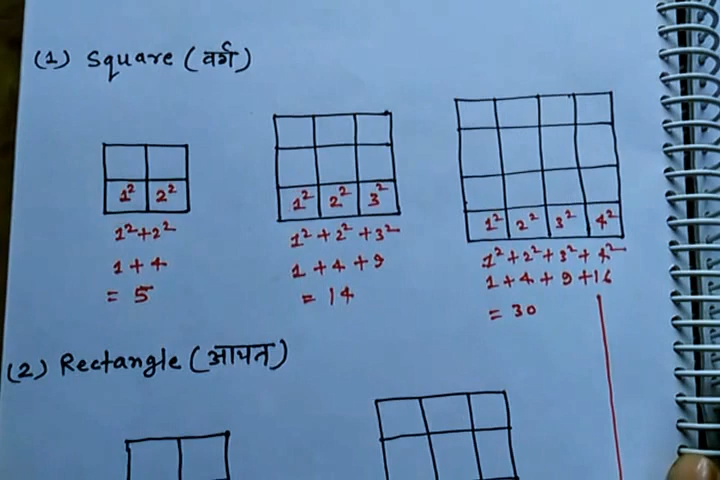 (1) Square (वर्ग)
1² 2²
1²+2²
1+4
= 5
1² 2² 3²
1²+2²+3²
1+4+9
= 14
1² 2² 3² 4²
1²+2²+3²+4²
1+4+9+16
= 30
(2) Rectangle (आयत)